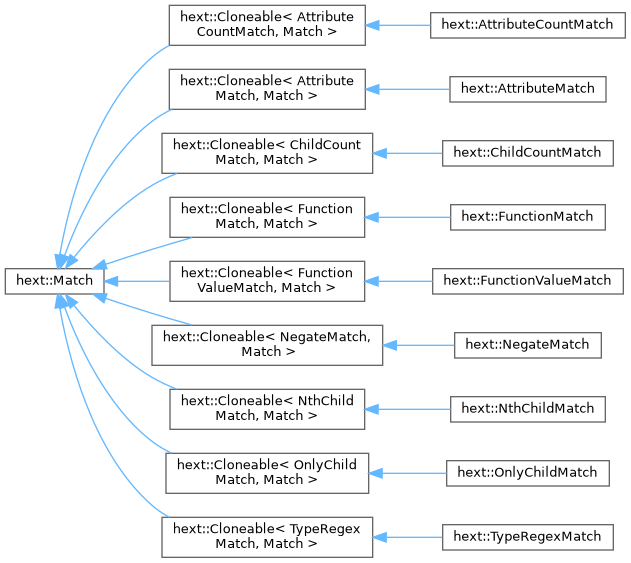 hext::Cloneable< Attribute
CountMatch, Match >
hext::AttributeCountMatch
hext::Cloneable< Attribute
Match, Match >
hext::AttributeMatch
hext::Cloneable< ChildCount
Match, Match >
hext::ChildCountMatch
hext::Cloneable< Function
Match, Match >
hext::FunctionMatch
hext::Match
hext::Cloneable< Function
ValueMatch, Match >
hext::FunctionValueMatch
hext::Cloneable< NegateMatch,
Match >
hext::NegateMatch
hext::Cloneable< NthChild
Match, Match >
hext::NthChildMatch
hext::Cloneable< OnlyChild
Match, Match >
hext::OnlyChildMatch
hext::Cloneable< TypeRegex
Match, Match >
hext::TypeRegexMatch